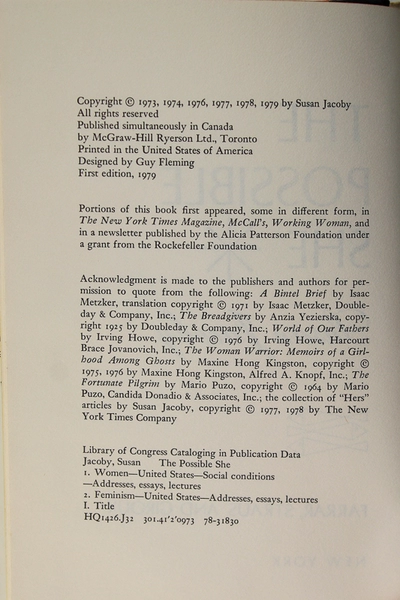 Copyright © 1973, 1974, 1976, 1977, 1978, 1979 by Susan Jacoby
All rights reserved
Published simultaneously in Canada
by McGraw-Hill Ryerson Ltd., Toronto
Printed in the United States of America
Designed by Guy Fleming
First edition, 1979
Portions of this book first appeared, some in different form, in
The New York Times Magazine, McCall's, Working Woman, and
in a newsletter published by the Alicia Patterson Foundation under
a grant from the Rockefeller Foundation
Acknowledgment is made to the publishers and authors for per-
mission to quote from the following: A Bintel Brief by Isaac
Metzker, translation copyright © 1971 by Isaac Metzker, Double-
day & Company, Inc.; The Breadgivers by Anzia Yezierska, copy-
right 1925 by Doubleday & Company, Inc.; World of Our Fathers
by Irving Howe, copyright © 1976 by Irving Howe, Harcourt
Brace Jovanovich, Inc.; The Woman Warrior: Memoirs of a Girl-
hood Among Ghosts by Maxine Hong Kingston, copyright ©
1975, 1976 by Maxine Hong Kingston, Alfred A. Knopf, Inc.; The
Fortunate Pilgrim by Mario Puzo, copyright © 1964 by Mario
Puzo, Candida Donadio & Associates, Inc.; the collection of "Hers"
articles by Susan Jacoby, copyright © 1977, 1978 by The New
York Times Company
Library of Congress Cataloging in Publication Data
Jacoby, Susan The Possible She
1. Women—United States—Social conditions
—Addresses, essays, lectures
2. Feminism—United States—Addresses, essays, lectures
I. Title
HQ1426.J32 301.41'2'0973 78-31830